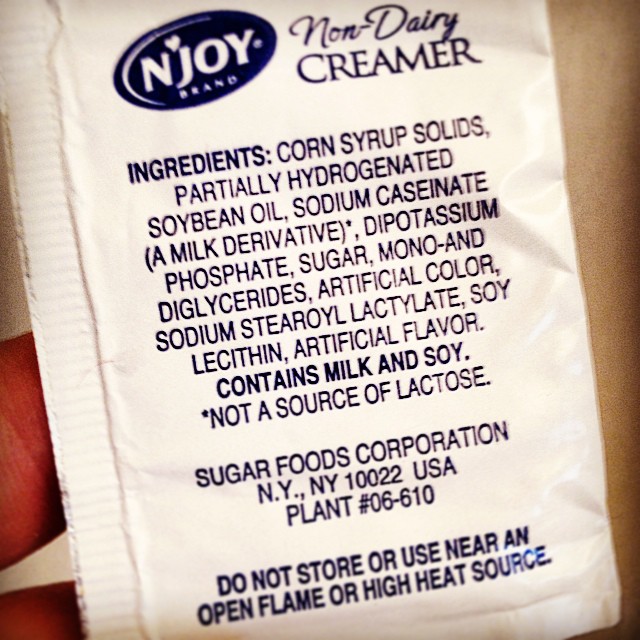 N'JOY®
BRAND
Non-Dairy
CREAMER
INGREDIENTS: CORN SYRUP SOLIDS,
PARTIALLY HYDROGENATED
SOYBEAN OIL, SODIUM CASEINATE
(A MILK DERIVATIVE)*, DIPOTASSIUM
PHOSPHATE, SUGAR, MONO-AND
DIGLYCERIDES, ARTIFICIAL COLOR,
SODIUM STEAROYL LACTYLATE, SOY
LECITHIN, ARTIFICIAL FLAVOR.
CONTAINS MILK AND SOY.
*NOT A SOURCE OF LACTOSE.
SUGAR FOODS CORPORATION
N.Y., NY 10022 USA
PLANT #06-610
DO NOT STORE OR USE NEAR AN
OPEN FLAME OR HIGH HEAT SOURCE.